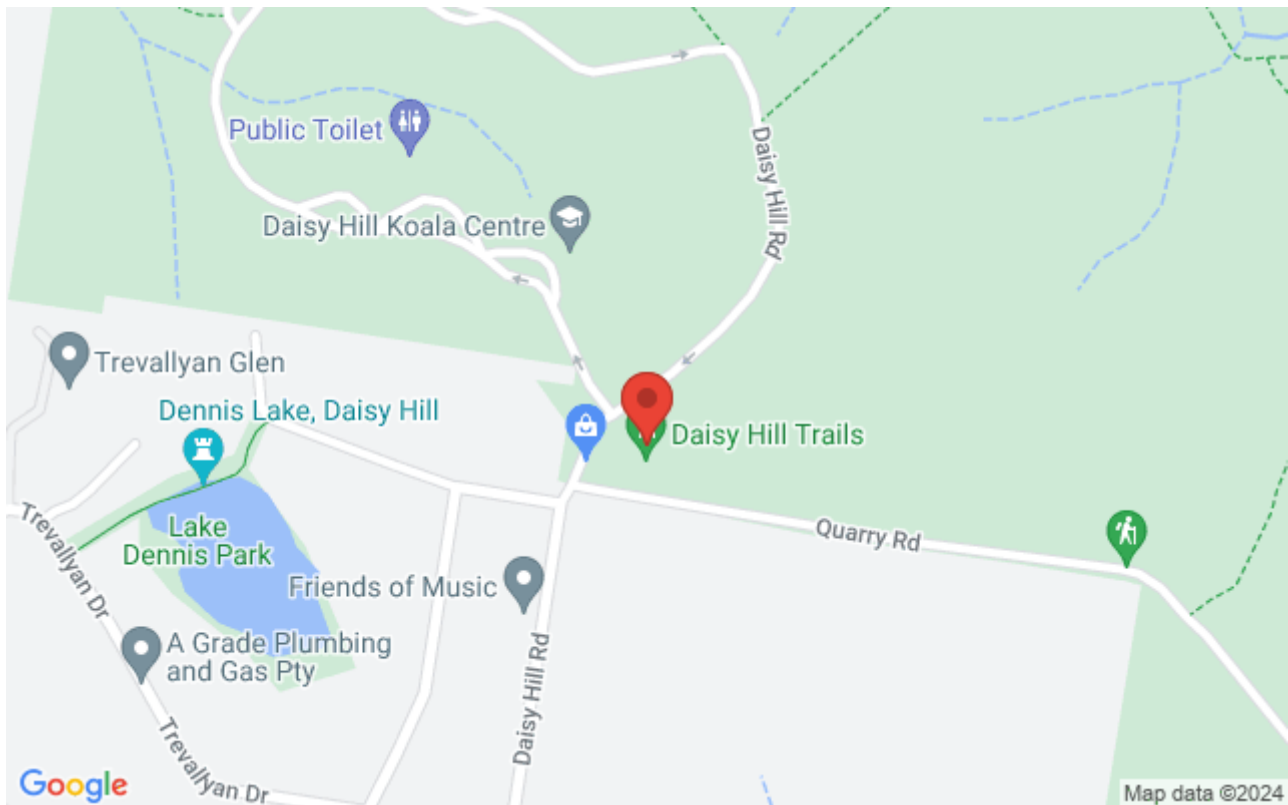 Public Toilet
Daisy Hill Rd
Daisy Hill Koala Centre
Trevallyan Glen
Dennis Lake, Daisy Hill
Daisy Hill Trails
Trevallyan Dr
Lake
Dennis Park
Quarry Rd
Friends of Music
A Grade Plumbing
and Gas Pty
Daisy Hill Rd
Trevallyan Dr
Google
Map data ©2024